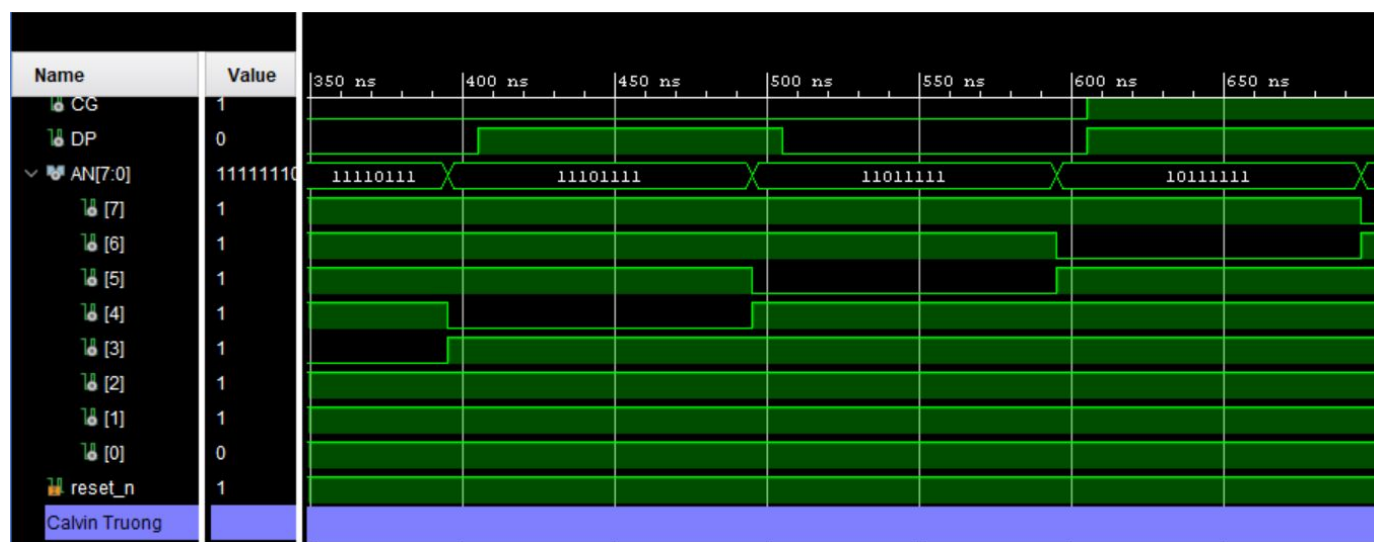 Name Value 350 ns 400 ns 450 ns 500 ns 550 ns 600 ns 650 ns
CG 1
DP 0
AN[7:0] 11111110 11110111 11101111 11011111 10111111
[7] 1
[6] 1
[5] 1
[4] 1
[3] 1
[2] 1
[1] 1
[0] 0
reset_n 1
Calvin Truong